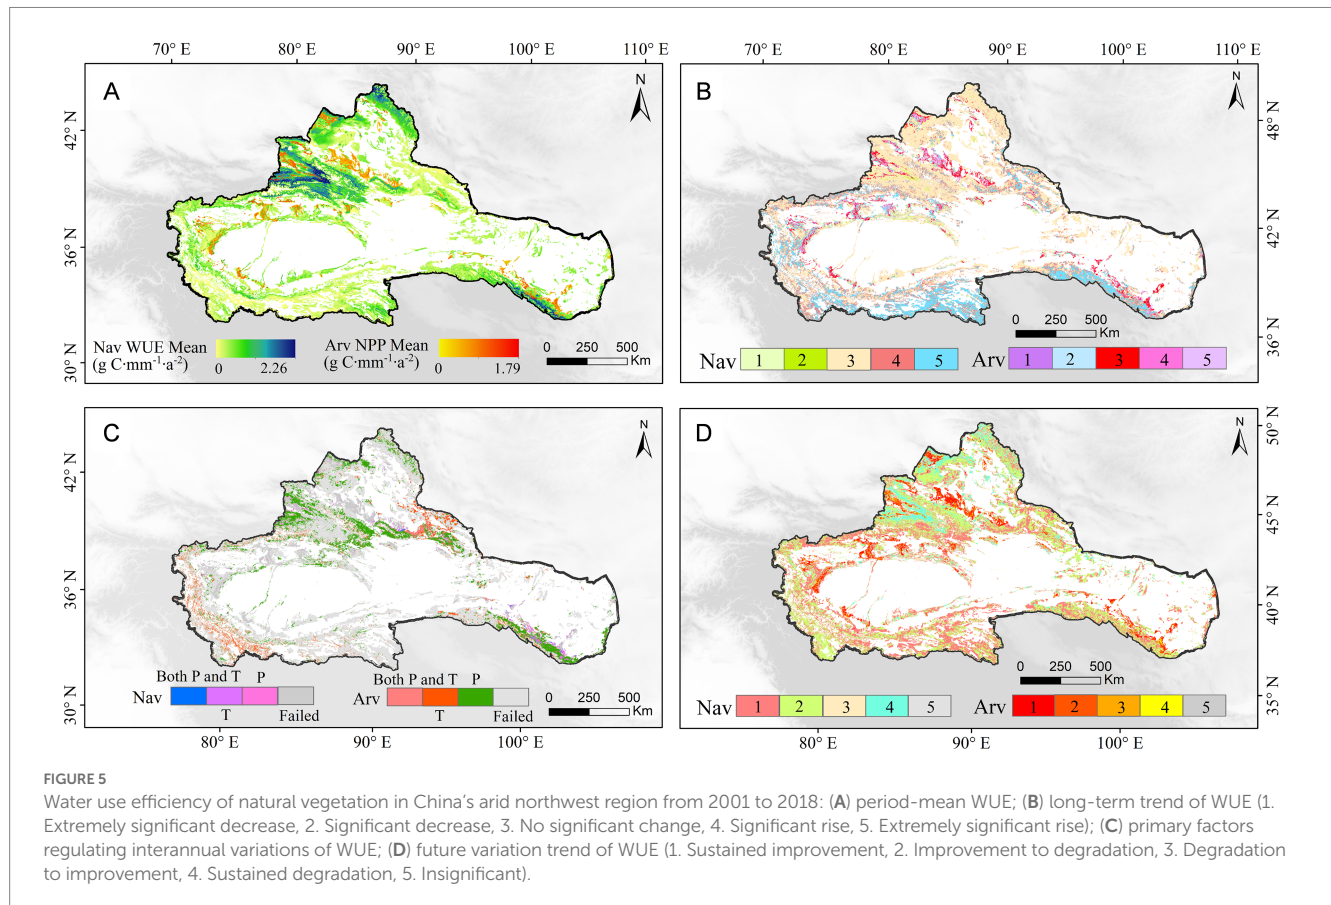 70° E 80° E 90° E 100° E 110° E
70° E 80° E 90° E 100° E 110° E
A
N
42° N
36° N
30° N
Nav WUE Mean
(g C·mm⁻¹·a⁻²)
0 2.26
Arv NPP Mean
(g C·mm⁻¹·a⁻²)
0 1.79
0 250 500
Km
B
N
48° N
42° N
36° N
0 250 500
Km
Nav 1 2 3 4 5
Arv 1 2 3 4 5
C
N
42° N
36° N
30° N
Both P and T P
Nav
T Failed
Both P and T P
Arv
T Failed
0 250 500
Km
D
N
50° N
45° N
40° N
35° N
0 250 500
Km
Nav 1 2 3 4 5
Arv 1 2 3 4 5
80° E 90° E 100° E
80° E 90° E 100° E
FIGURE 5
Water use efficiency of natural vegetation in China's arid northwest region from 2001 to 2018: (A) period-mean WUE; (B) long-term trend of WUE (1.
Extremely significant decrease, 2. Significant decrease, 3. No significant change, 4. Significant rise, 5. Extremely significant rise); (C) primary factors
regulating interannual variations of WUE; (D) future variation trend of WUE (1. Sustained improvement, 2. Improvement to degradation, 3. Degradation
to improvement, 4. Sustained degradation, 5. Insignificant).